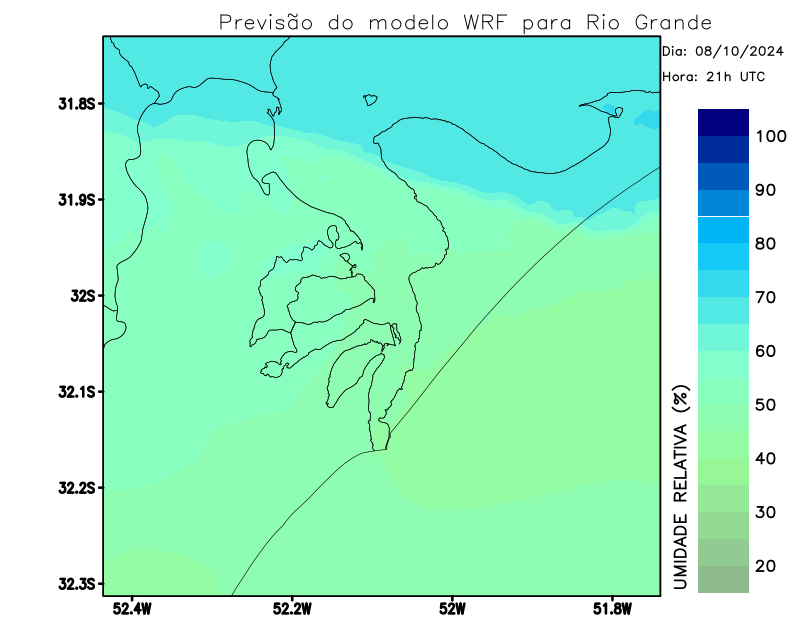 Previsão do modelo WRF para Rio Grande
Dia: 08/10/2024
Hora: 21h UTC
31.8S
31.9S
32S
32.1S
32.2S
32.3S
52.4W
52.2W
52W
51.8W
UMIDADE RELATIVA (%)
100
90
80
70
60
50
40
30
20